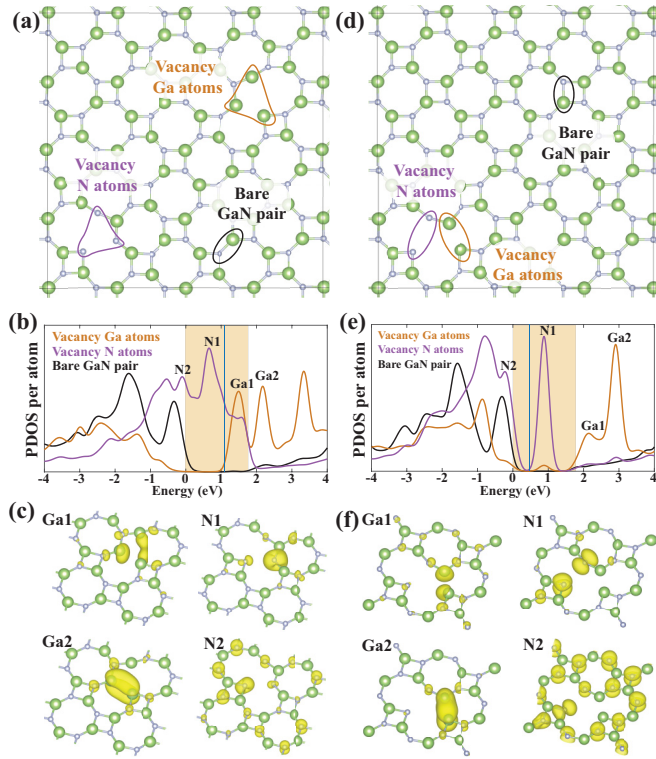 (a)
Vacancy
Ga atoms
Vacancy
N atoms
Bare
GaN pair
(d)
Bare
GaN pair
Vacancy
N atoms
Vacancy
Ga atoms
(b)
Vacancy Ga atoms
Vacancy N atoms
Bare GaN pair
N1
N2
Ga1
Ga2
PDOS per atom
-4 -3 -2 -1 0 1 2 3 4
Energy (eV)
(e)
Vacancy Ga atoms
Vacancy N atoms
Bare GaN pair
N1
N2
Ga2
Ga1
PDOS per atom
-4 -3 -2 -1 0 1 2 3 4
Energy (eV)
(c)
Ga1
N1
Ga2
N2
(f)
Ga1
N1
Ga2
N2